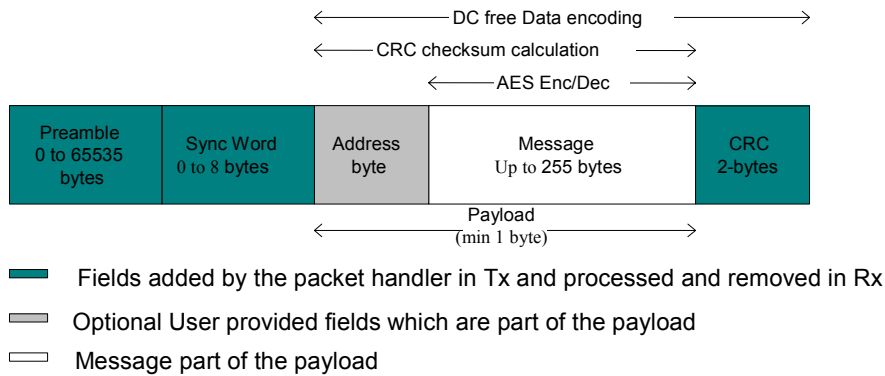 DC free Data encoding
CRC checksum calculation
AES Enc/Dec
Preamble
0 to 65535
bytes
Sync Word
0 to 8 bytes
Address
byte
Message
Up to 255 bytes
CRC
2-bytes
Payload
(min 1 byte)
Fields added by the packet handler in Tx and processed and removed in Rx
Optional User provided fields which are part of the payload
Message part of the payload